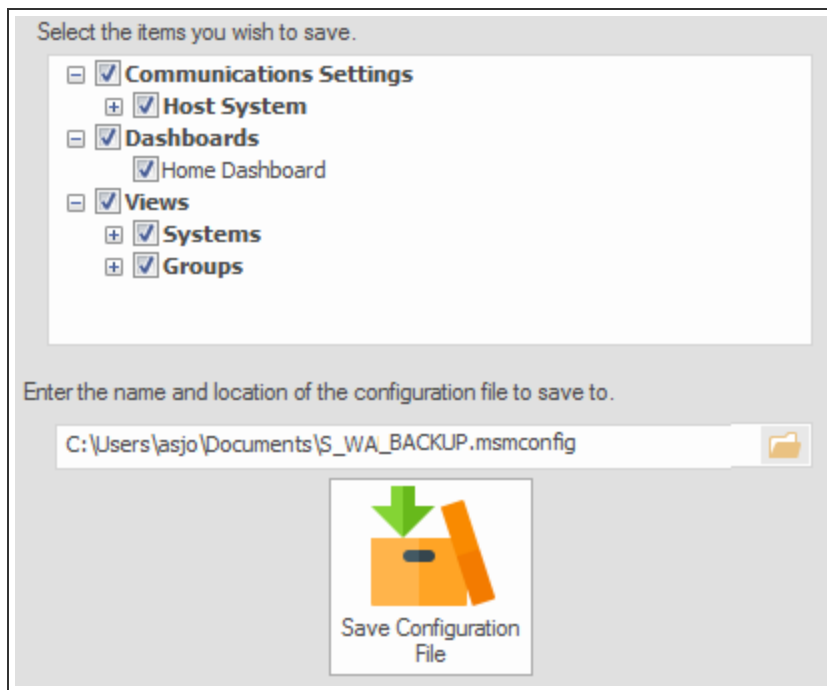 Select the items you wish to save.
Communications Settings
Host System
Dashboards
Home Dashboard
Views
Systems
Groups
Enter the name and location of the configuration file to save to.
C:\Users\asjo\Documents\S_WA_BACKUP.msmconfig
Save Configuration
File